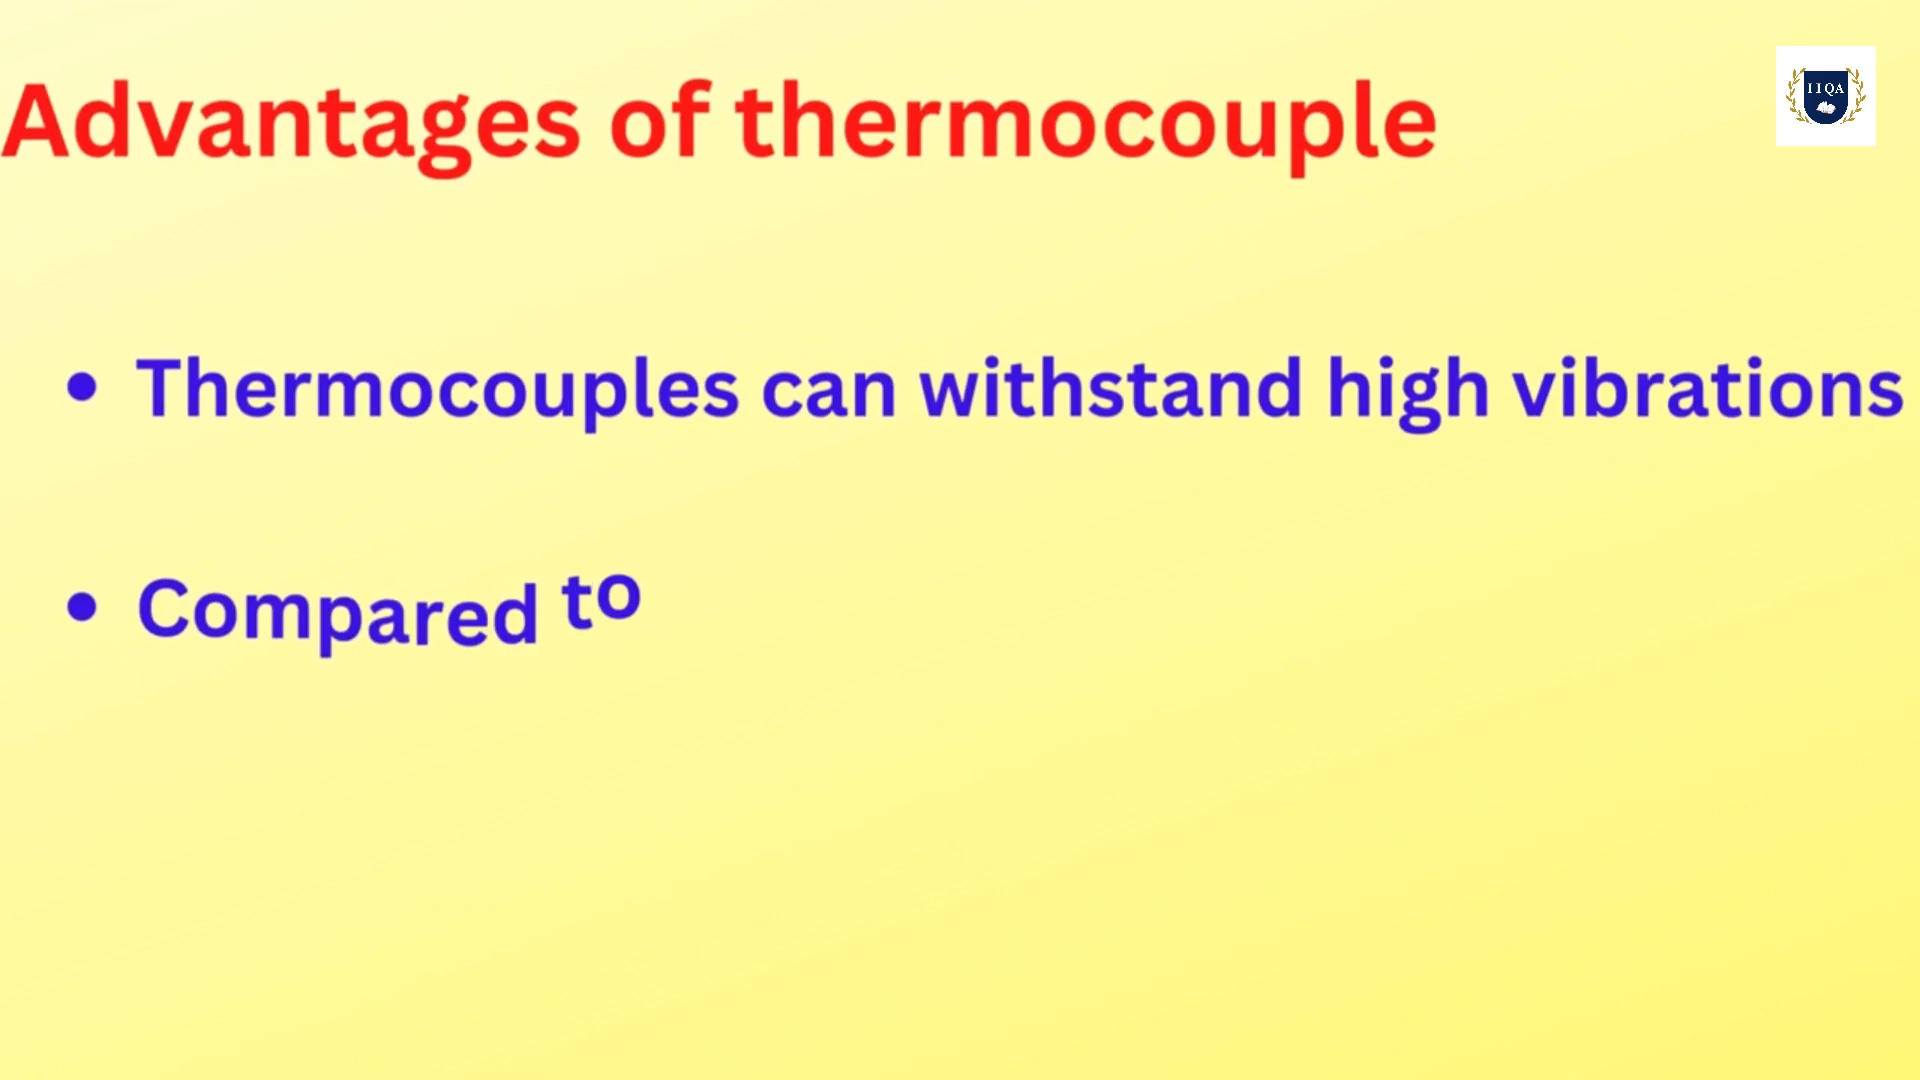 Advantages of thermocouple
IIQA
• Thermocouples can withstand high vibrations
• Compared to